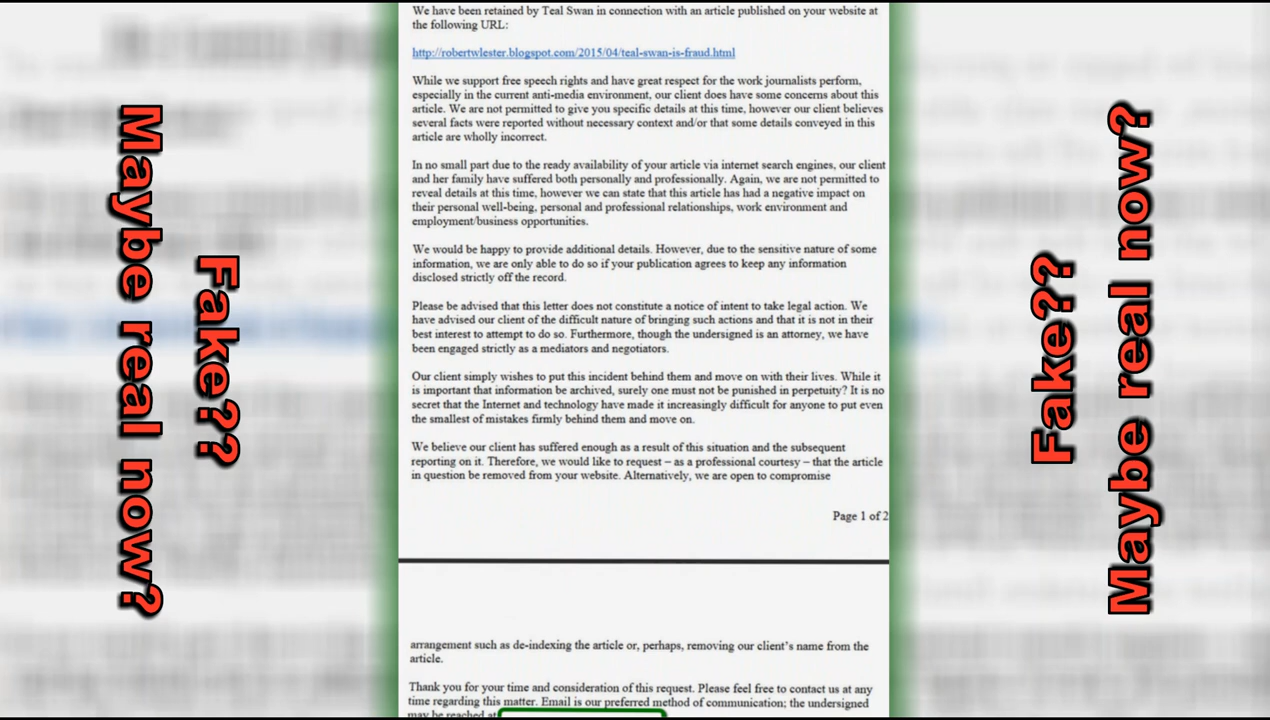 We have been retained by Teal Swan in connection with an article published on your website at
the following URL:
http://robertwlester.blogspot.com/2015/04/teal-swan-is-fraud.html
While we support free speech rights and have great respect for the work journalists perform,
especially in the current anti-media environment, our client does have some concerns about this
article. We are not permitted to give you specific details at this time, however our client believes
several facts were reported without necessary context and/or that some details conveyed in this
article are wholly incorrect.
In no small part due to the ready availability of your article via internet search engines, our client
and her family have suffered both personally and professionally. Again, we are not permitted to
reveal details at this time, however we can state that this article has had a negative impact on
their personal well-being, personal and professional relationships, work environment and
employment/business opportunities.
We would be happy to provide additional details. However, due to the sensitive nature of some
information, we are only able to do so if your publication agrees to keep any information
disclosed strictly off the record.
Please be advised that this letter does not constitute a notice of intent to take legal action. We
have advised our client of the difficult nature of bringing such actions and that it is not in their
best interest to attempt to do so. Furthermore, though the undersigned is an attorney, we have
been engaged strictly as a mediators and negotiators.
Our client simply wishes to put this incident behind them and move on with their lives. While it
is important that information be archived, surely one must not be punished in perpetuity? It is no
secret that the Internet and technology have made it increasingly difficult for anyone to put even
the smallest of mistakes firmly behind them and move on.
We believe our client has suffered enough as a result of this situation and the subsequent
reporting on it. Therefore, we would like to request – as a professional courtesy – that the article
in question be removed from your website. Alternatively, we are open to compromise
Page 1 of 2
arrangement such as de-indexing the article or, perhaps, removing our client's name from the
article.
Thank you for your time and consideration of this request. Please feel free to contact us at any
time regarding this matter. Email is our preferred method of communication; the undersigned
may be reached at
Maybe real now?
Fake??
Fake??
Maybe real now?